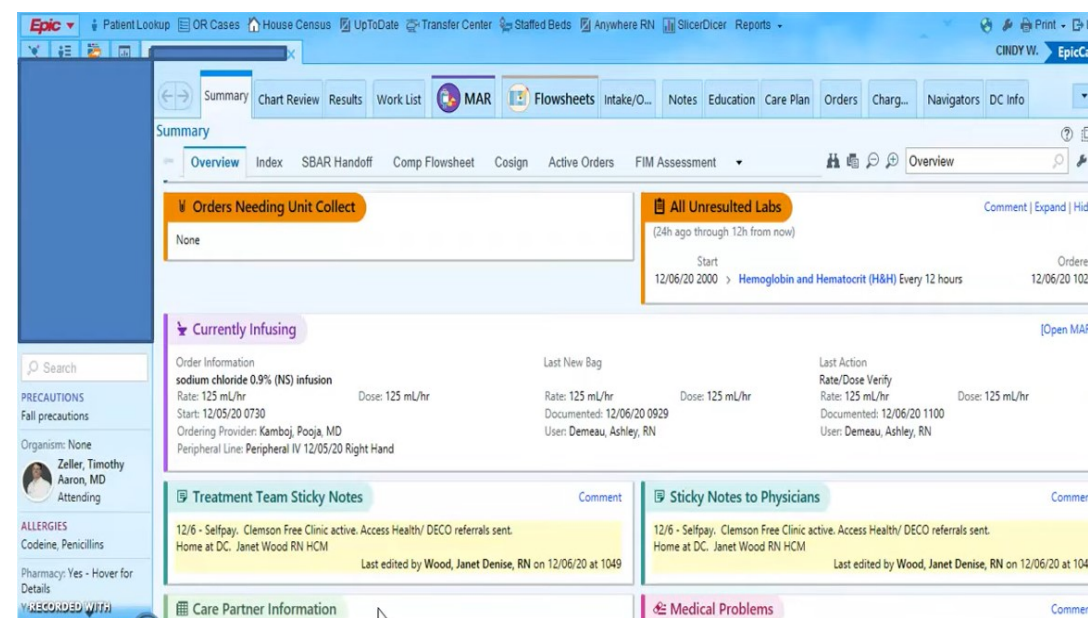 Epic Patient Lookup OR Cases House Census UpToDate Transfer Center Staffed Beds Anywhere RN SlicerDicer Reports Print
CINDY W. EpicCa
Summary Chart Review Results Work List MAR Flowsheets Intake/O... Notes Education Care Plan Orders Charg... Navigators DC Info
Summary
Overview Index SBAR Handoff Comp Flowsheet Cosign Active Orders FIM Assessment Overview
Orders Needing Unit Collect
None
All Unresulted Labs Comment | Expand | Hid
(24h ago through 12h from now)
Start Ordere
12/06/20 2000 > Hemoglobin and Hematocrit (H&H) Every 12 hours 12/06/20 102
Currently Infusing [Open MAR
Order Information Last New Bag Last Action
sodium chloride 0.9% (NS) infusion Rate/Dose Verify
Rate: 125 mL/hr Dose: 125 mL/hr Rate: 125 mL/hr Dose: 125 mL/hr Rate: 125 mL/hr Dose: 125 mL/hr
Start: 12/05/20 0730 Documented: 12/06/20 0929 Documented: 12/06/20 1100
Ordering Provider: Kamboj, Pooja, MD User: Demeau, Ashley, RN User: Demeau, Ashley, RN
Peripheral Line: Peripheral IV 12/05/20 Right Hand
Search
PRECAUTIONS
Fall precautions
Organism: None
Zeller, Timothy
Aaron, MD
Attending
ALLERGIES
Codeine, Penicillins
Pharmacy: Yes - Hover for
Details
RECORDED WITH
Treatment Team Sticky Notes Comment
12/6 - Selfpay. Clemson Free Clinic active. Access Health/ DECO referrals sent.
Home at DC. Janet Wood RN HCM
Last edited by Wood, Janet Denise, RN on 12/06/20 at 1049
Sticky Notes to Physicians Commen
12/6 - Selfpay. Clemson Free Clinic active. Access Health/ DECO referrals sent.
Home at DC. Janet Wood RN HCM
Last edited by Wood, Janet Denise, RN on 12/06/20 at 104
Care Partner Information
Medical Problems Commen